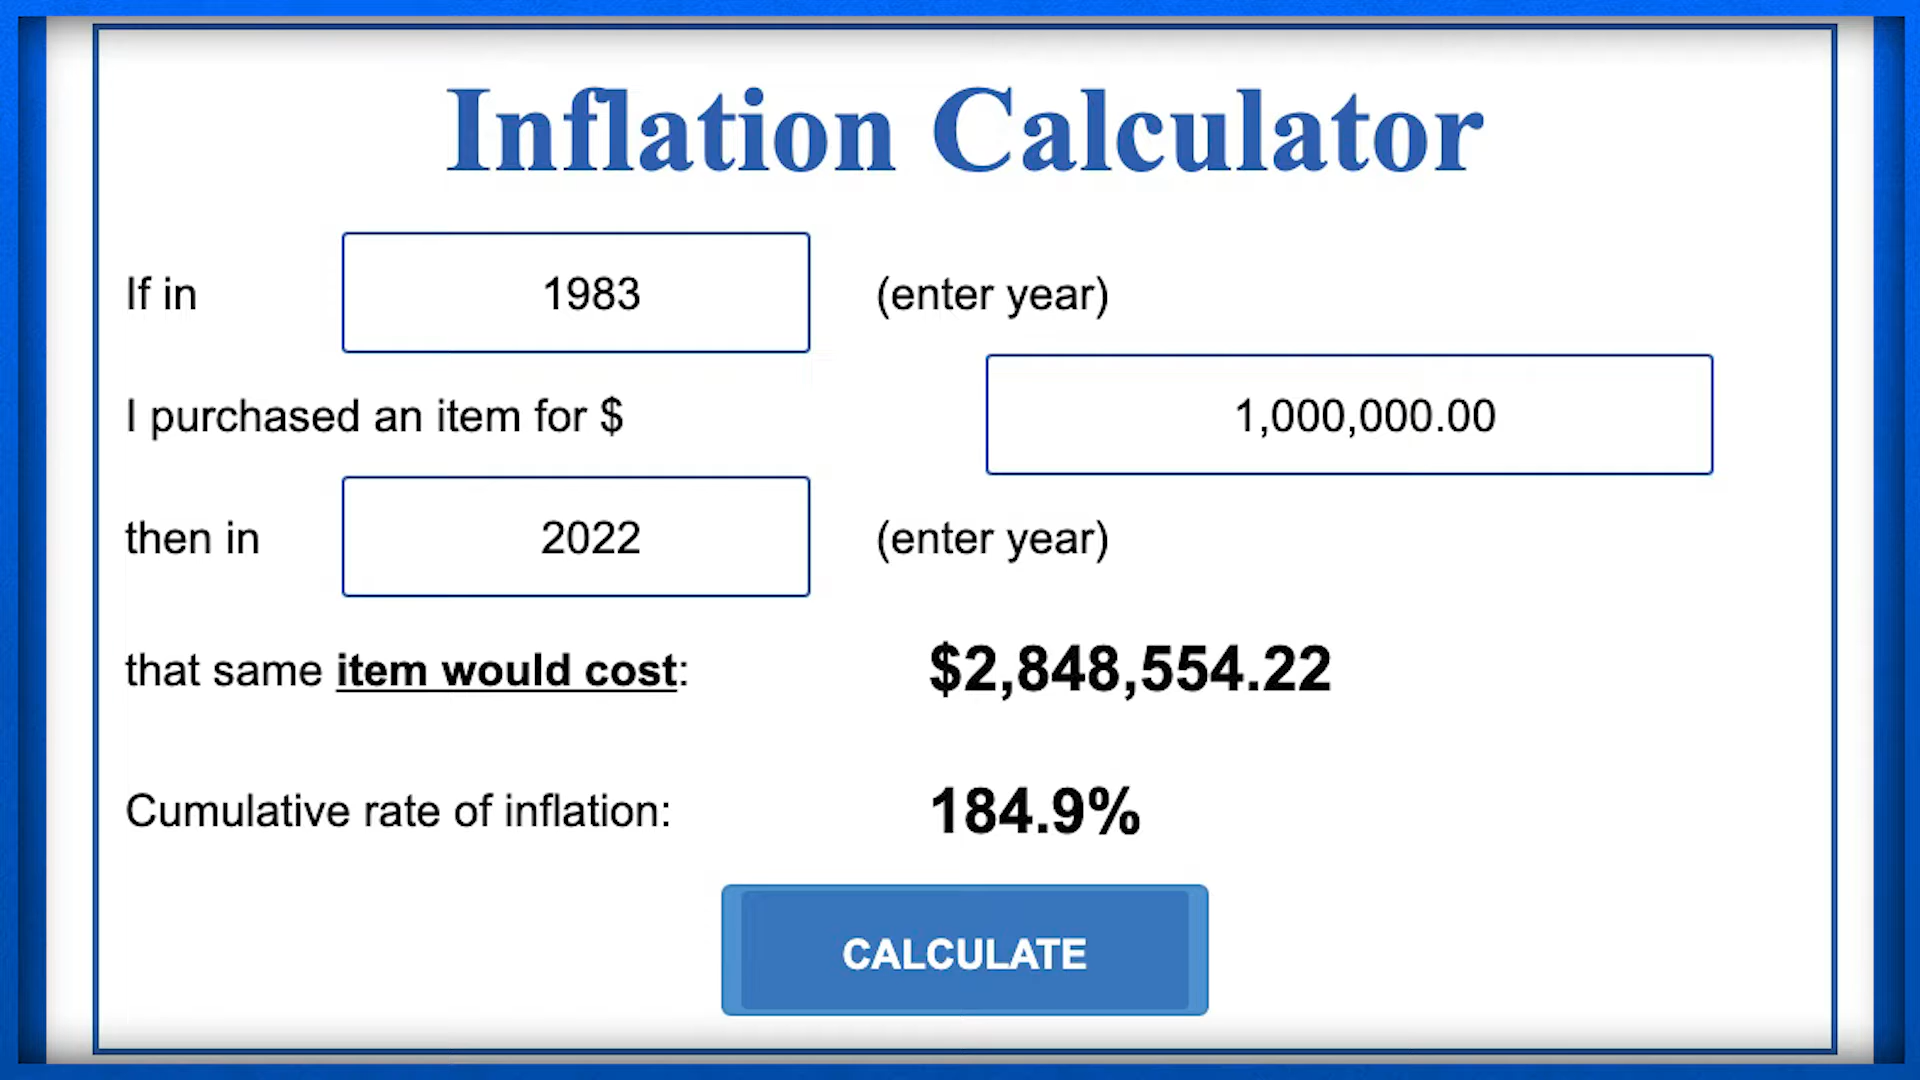 Inflation Calculator
If in 1983 (enter year)
I purchased an item for $ 1,000,000.00
then in 2022 (enter year)
that same item would cost: $2,848,554.22
Cumulative rate of inflation: 184.9%
CALCULATE